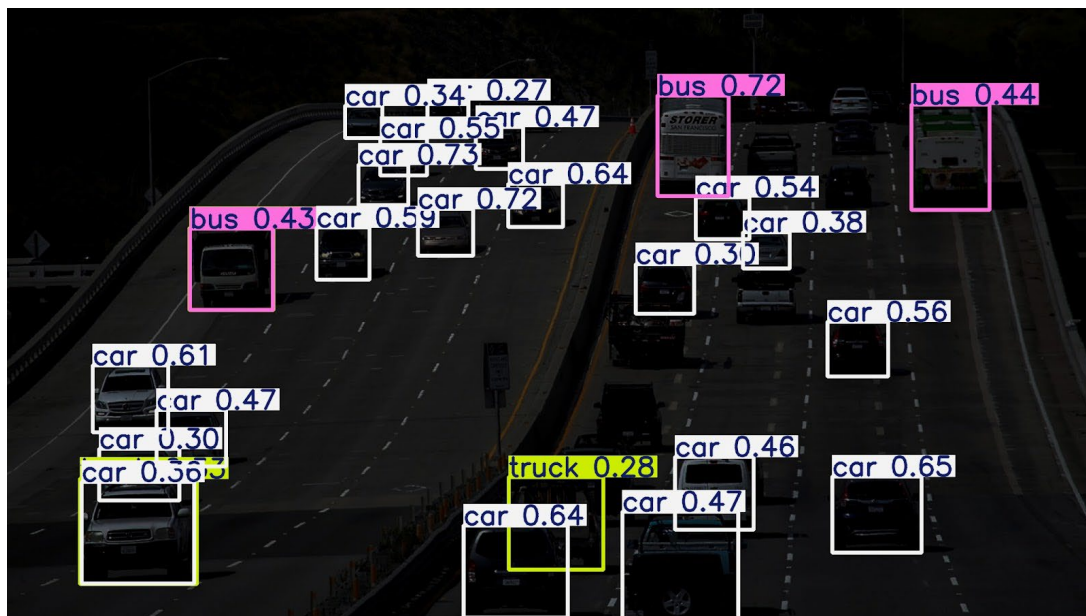 car 0.34
0.27
bus 0.72
bus 0.44
car 0.47
car 0.55
STORER
SAN FRANCISCO
car 0.73
car 0.64
car 0.54
car 0.72
bus 0.43
car 0.59
car 0.38
car 0.30
car 0.56
car 0.61
car 0.47
car 0.30
car 0.36
truck 0.28
car 0.46
car 0.65
car 0.47
car 0.64